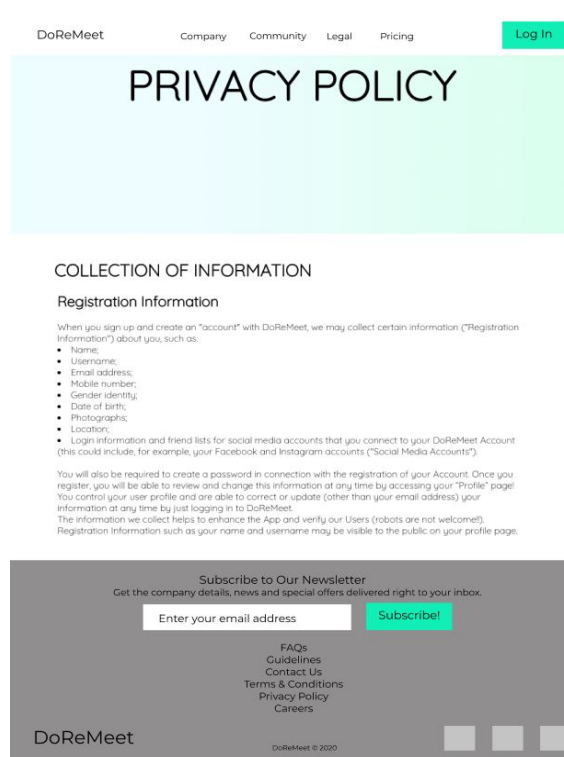 DoReMeet
Company Community Legal Pricing
Log In
PRIVACY POLICY
COLLECTION OF INFORMATION
Registration Information
When you sign up and create an "account" with DoReMeet, we may collect certain information ("Registration
Information") about you, such as:
• Name;
• Username;
• Email address;
• Mobile number;
• Gender identity;
• Date of birth;
• Photographs;
• Location;
• Login information and friend lists for social media accounts that you connect to your DoReMeet Account
(this could include, for example, your Facebook and Instagram accounts ("Social Media Accounts").
You will also be required to create a password in connection with the registration of your Account. Once you
register, you will be able to review and change this information at any time by accessing your "Profile" page!
You control your user profile and are able to correct or update (other than your email address) your
information at any time by just logging in to DoReMeet.
The information we collect helps to enhance the App and verify our Users (robots are not welcome!!).
Registration Information such as your name and username may be visible to the public on your profile page.
Subscribe to Our Newsletter
Get the company details, news and special offers delivered right to your inbox.
Enter your email address
Subscribe!
FAQs
Guidelines
Contact Us
Terms & Conditions
Privacy Policy
Careers
DoReMeet
DoReMeet © 2020